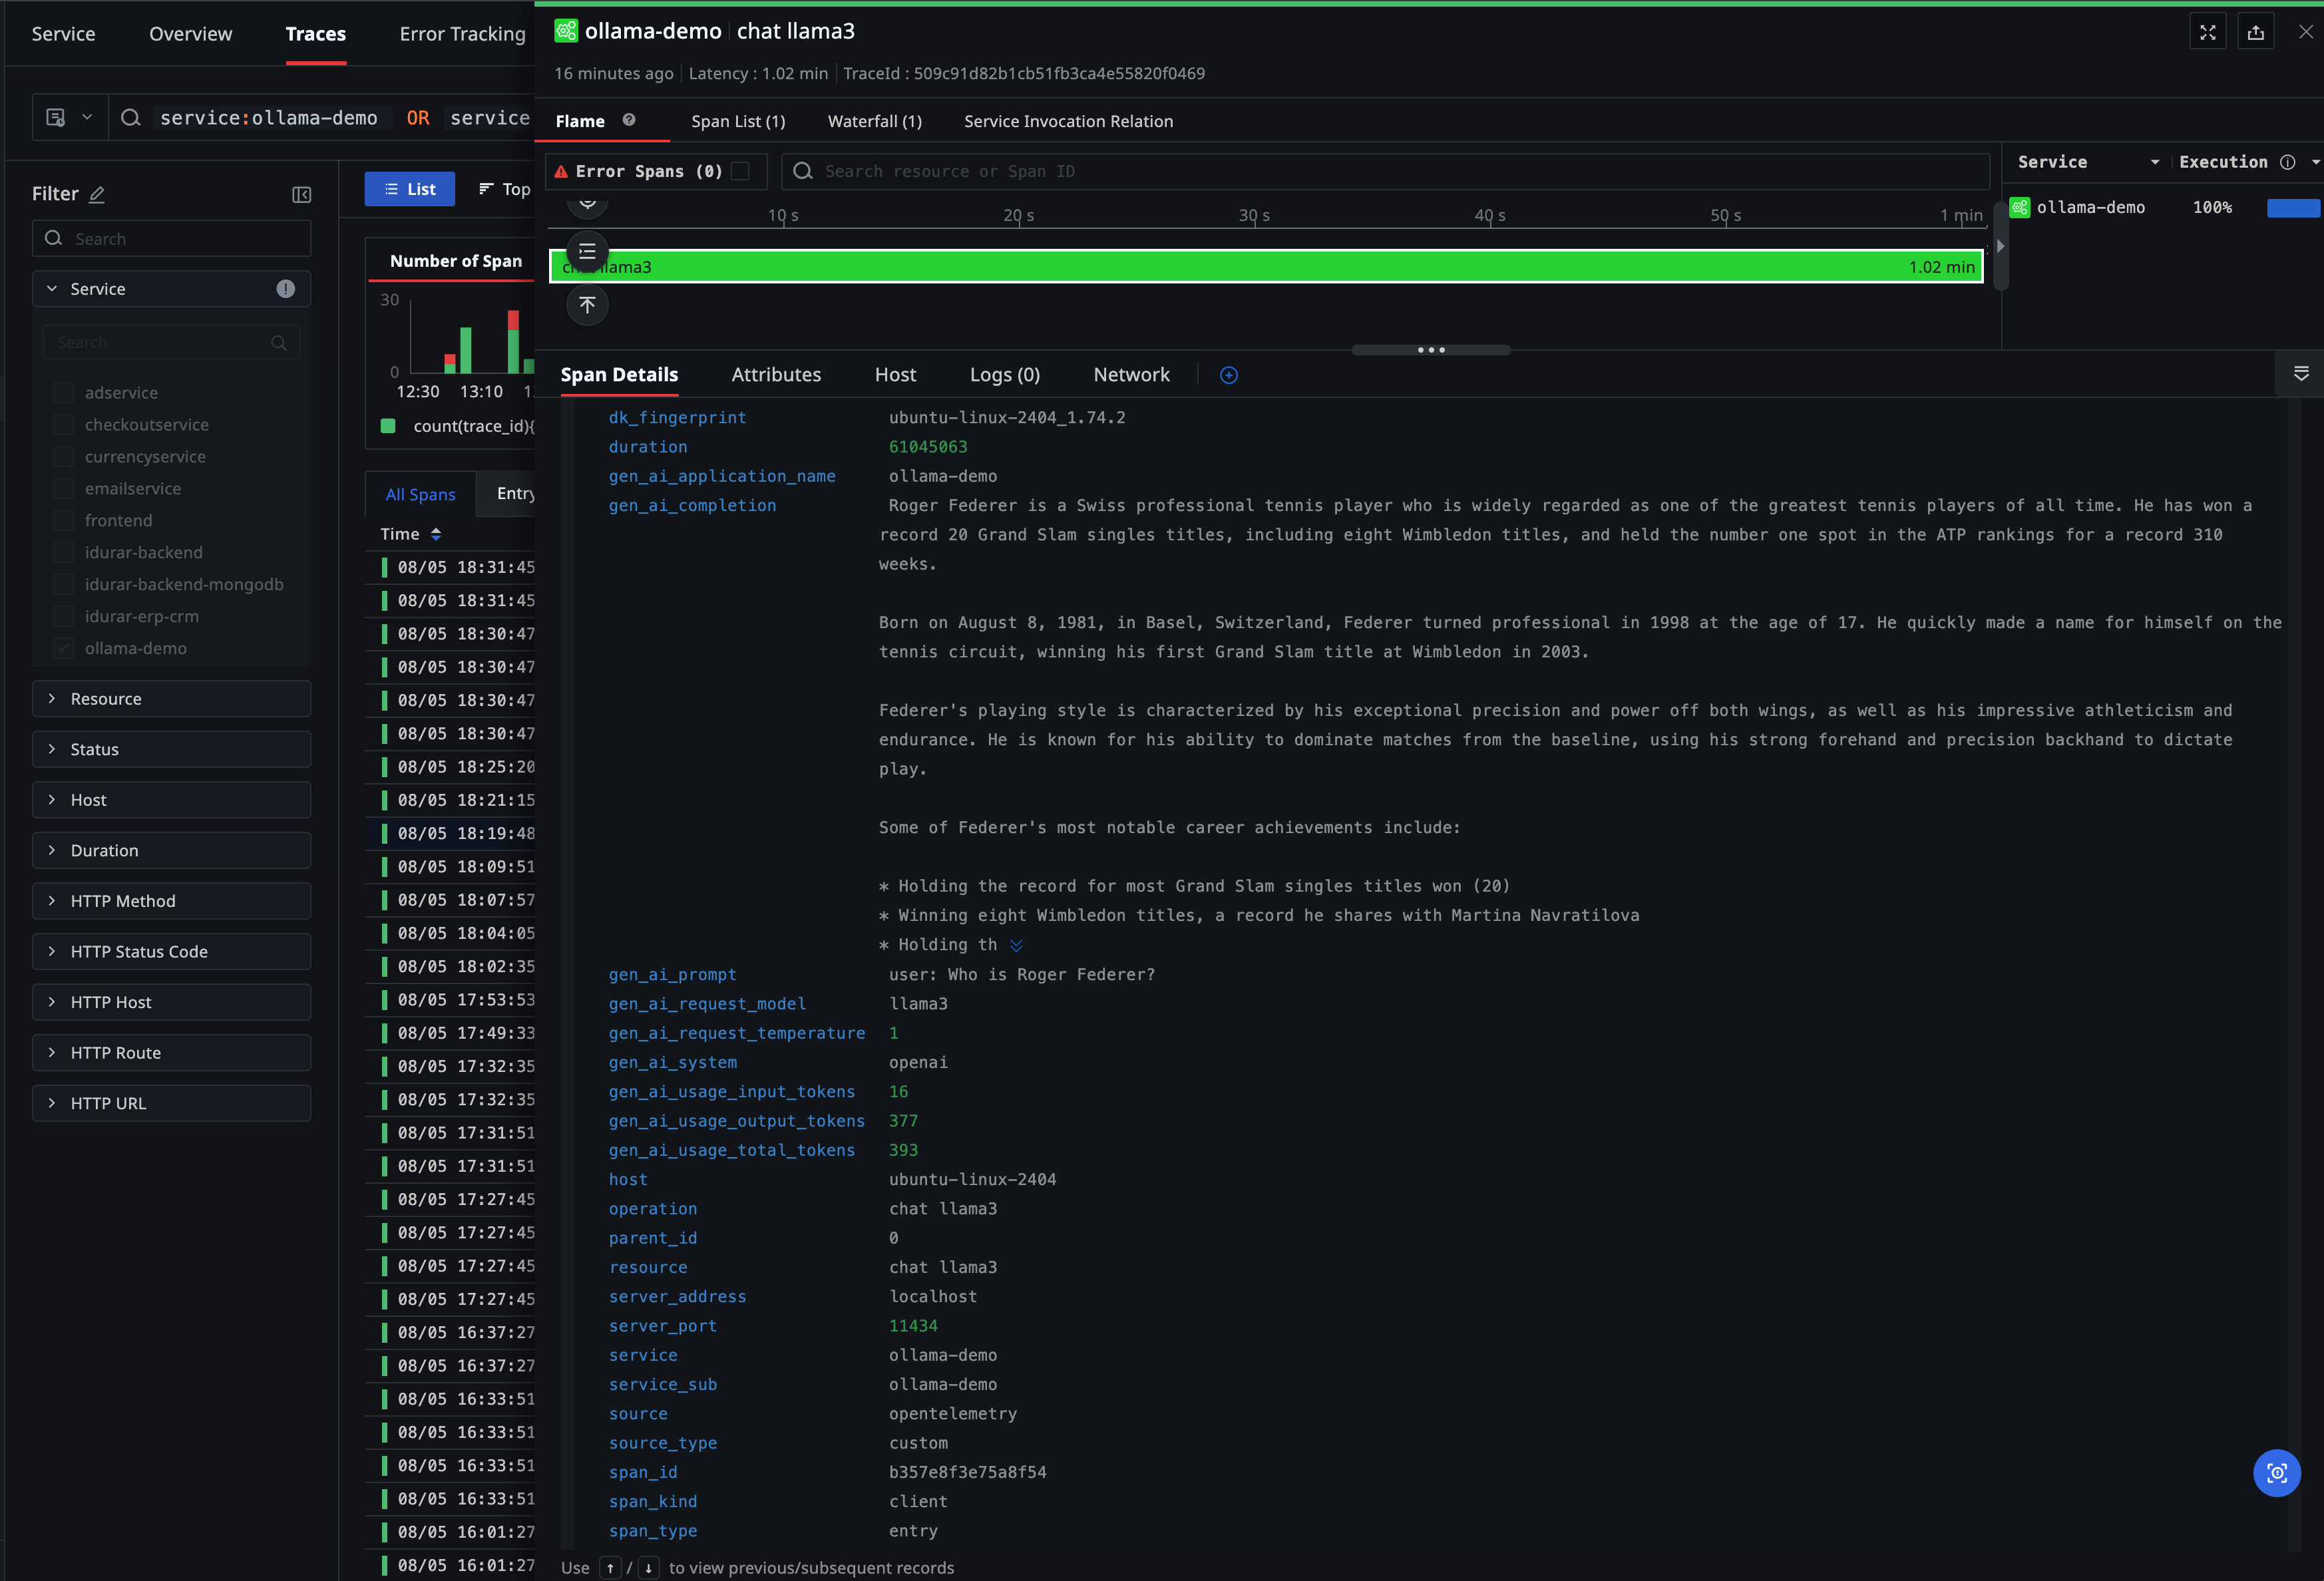 Service Overview Traces Error Tracking
service:ollama-demo OR service
Filter
Search
Service
Search
adservice
checkoutservice
currencyservice
emailservice
frontend
idurar-backend
idurar-backend-mongodb
idurar-erp-crm
ollama-demo
Resource
Status
Host
Duration
HTTP Method
HTTP Status Code
HTTP Host
HTTP Route
HTTP URL
List Top
Number of Span
30
0
12:30 13:10
count(trace_id){
All Spans Entry
Time
08/05 18:31:45
08/05 18:31:45
08/05 18:30:47
08/05 18:30:47
08/05 18:30:47
08/05 18:30:47
08/05 18:25:20
08/05 18:21:15
08/05 18:19:48
08/05 18:09:51
08/05 18:07:57
08/05 18:04:05
08/05 18:02:35
08/05 17:53:53
08/05 17:49:33
08/05 17:32:35
08/05 17:32:35
08/05 17:31:51
08/05 17:31:51
08/05 17:27:45
08/05 17:27:45
08/05 17:27:45
08/05 17:27:45
08/05 16:37:27
08/05 16:37:27
08/05 16:33:51
08/05 16:33:51
08/05 16:33:51
08/05 16:33:51
08/05 16:01:27
08/05 16:01:27
ollama-demo chat llama3
16 minutes ago Latency : 1.02 min TraceId : 509c91d82b1cb51fb3ca4e55820f0469
Flame Span List (1) Waterfall (1) Service Invocation Relation
Error Spans (0) Search resource or Span ID
10 s 20 s 30 s 40 s 50 s 1 min
llama3 1.02 min
Service Execution
ollama-demo 100%
Span Details Attributes Host Logs (0) Network
dk_fingerprint ubuntu-linux-2404_1.74.2
duration 61045063
gen_ai_application_name ollama-demo
gen_ai_completion Roger Federer is a Swiss professional tennis player who is widely regarded as one of the greatest tennis players of all time. He has won a
record 20 Grand Slam singles titles, including eight Wimbledon titles, and held the number one spot in the ATP rankings for a record 310
weeks.
Born on August 8, 1981, in Basel, Switzerland, Federer turned professional in 1998 at the age of 17. He quickly made a name for himself on the
tennis circuit, winning his first Grand Slam title at Wimbledon in 2003.
Federer's playing style is characterized by his exceptional precision and power off both wings, as well as his impressive athleticism and
endurance. He is known for his ability to dominate matches from the baseline, using his strong forehand and precision backhand to dictate
play.
Some of Federer's most notable career achievements include:
* Holding the record for most Grand Slam singles titles won (20)
* Winning eight Wimbledon titles, a record he shares with Martina Navratilova
* Holding th
gen_ai_prompt user: Who is Roger Federer?
gen_ai_request_model llama3
gen_ai_request_temperature 1
gen_ai_system openai
gen_ai_usage_input_tokens 16
gen_ai_usage_output_tokens 377
gen_ai_usage_total_tokens 393
host ubuntu-linux-2404
operation chat llama3
parent_id 0
resource chat llama3
server_address localhost
server_port 11434
service ollama-demo
service_sub ollama-demo
source opentelemetry
source_type custom
span_id b357e8f3e75a8f54
span_kind client
span_type entry
Use ↑ / ↓ to view previous/subsequent records